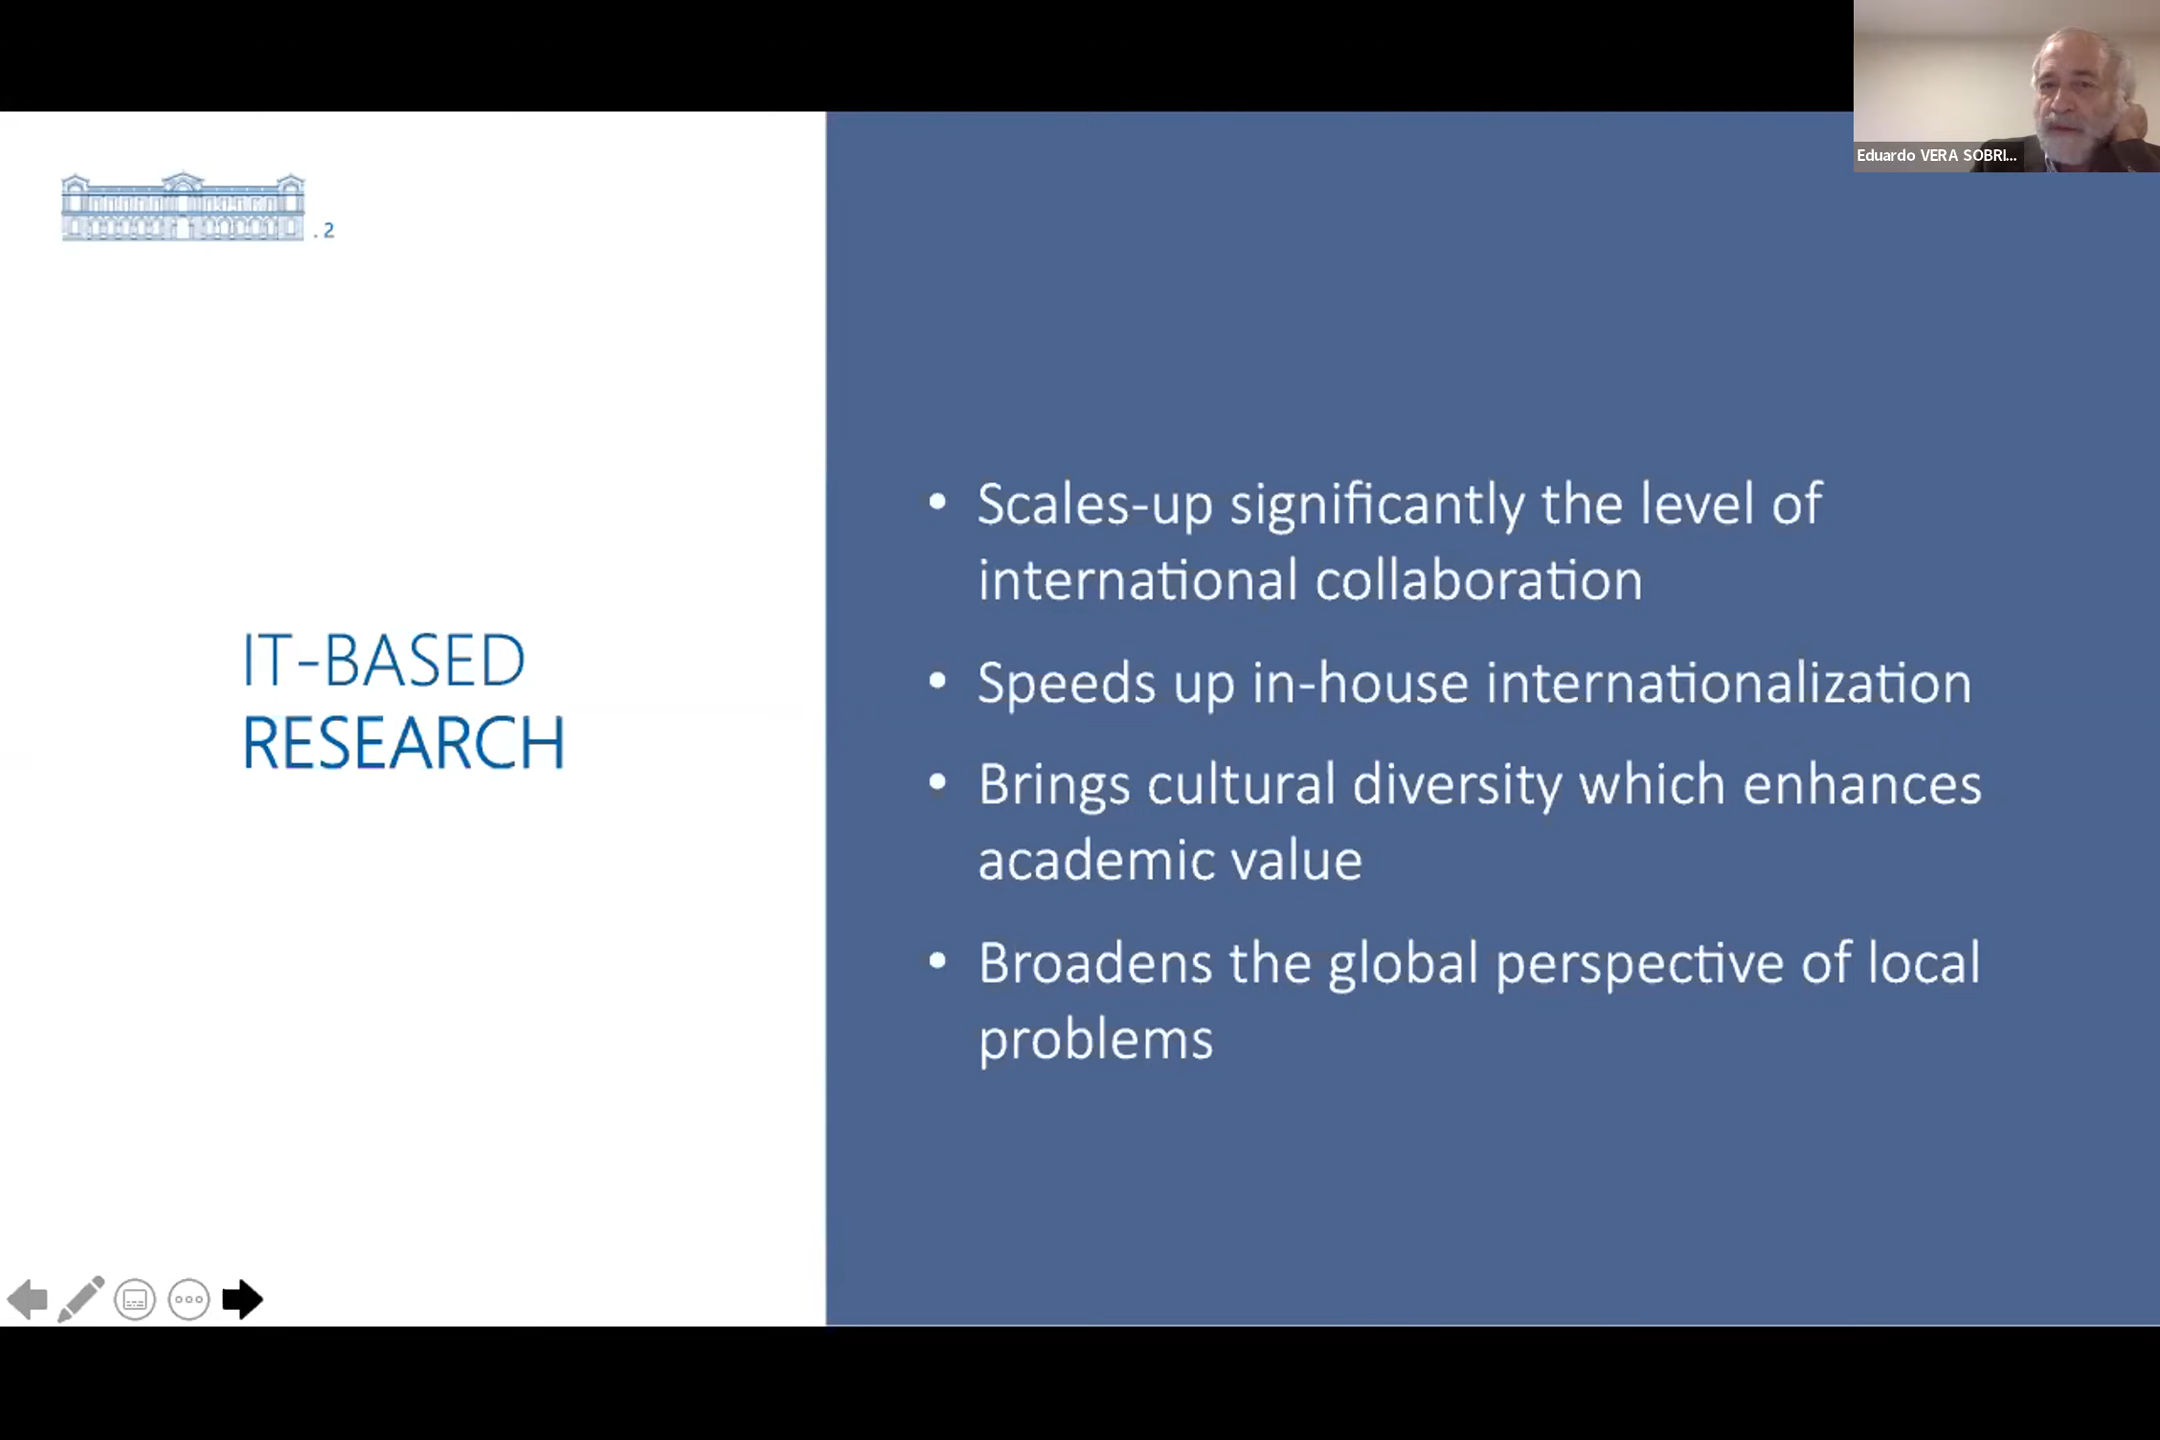 Eduardo VERA SOBRI...
. 2
IT-BASED
RESEARCH
• Scales-up significantly the level of
international collaboration
• Speeds up in-house internationalization
• Brings cultural diversity which enhances
academic value
• Broadens the global perspective of local
problems